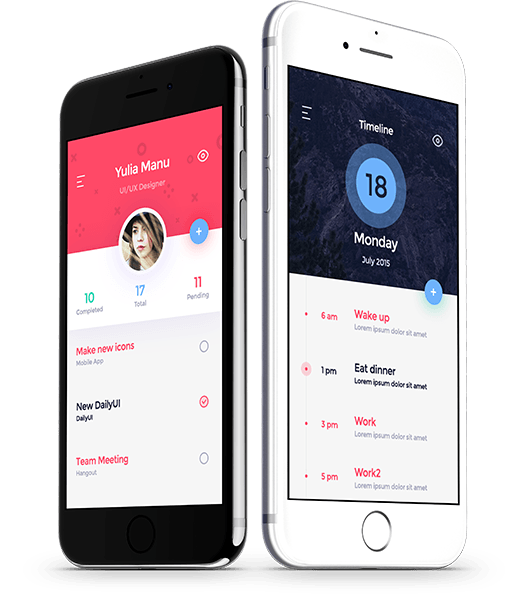 Yulia Manu
UI/UX Designer
+
10
Completed
17
Total
11
Pending
Make new icons
Mobile App
New DailyUI
DailyUI
Team Meeting
Hangout
Timeline
18
Monday
July 2015
+
6 am
Wake up
Lorem ipsum dolor sit amet
1 pm
Eat dinner
Lorem ipsum dolor sit amet
3 pm
Work
Lorem ipsum dolor sit amet
5 pm
Work2
Lorem ipsum dolor sit amet